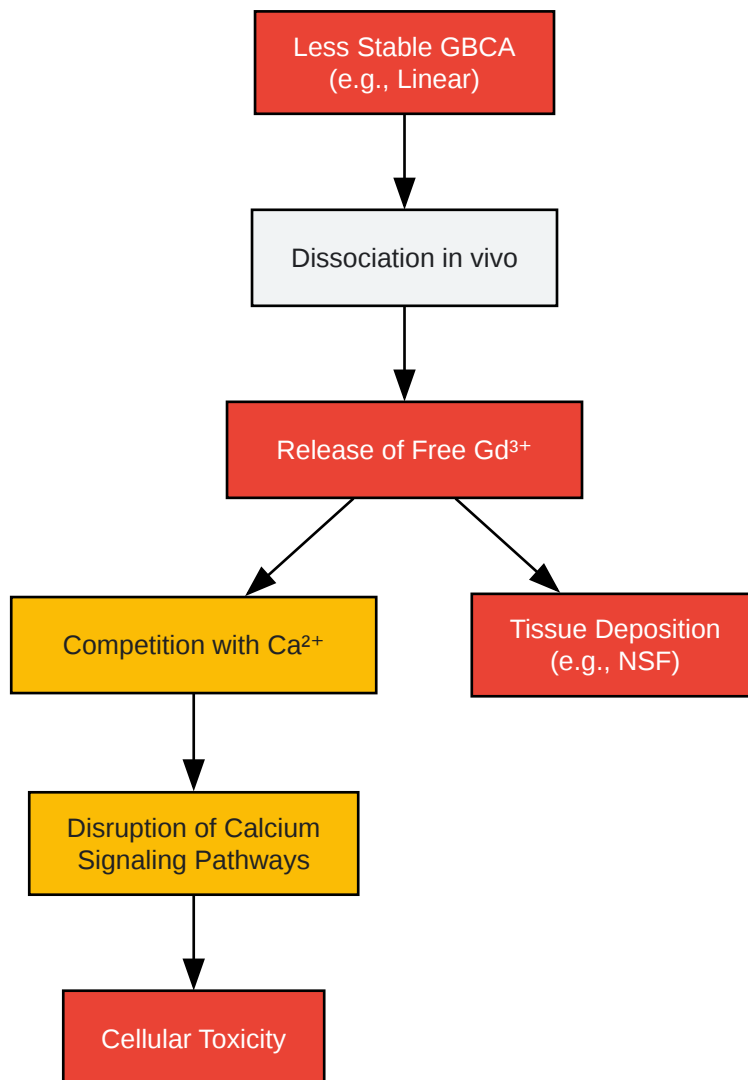 Less Stable GBCA
(e.g., Linear)
Dissociation in vivo
Release of Free Gd³⁺
Competition with Ca²⁺
Tissue Deposition
(e.g., NSF)
Disruption of Calcium
Signaling Pathways
Cellular Toxicity